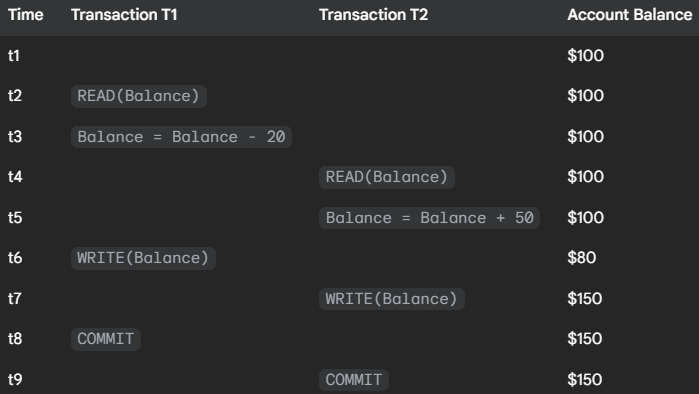 Time Transaction T1 Transaction T2 Account Balance
t1 $100
t2 READ(Balance) $100
t3 Balance = Balance - 20 $100
t4 READ(Balance) $100
t5 Balance = Balance + 50 $100
t6 WRITE(Balance) $80
t7 WRITE(Balance) $150
t8 COMMIT $150
t9 COMMIT $150